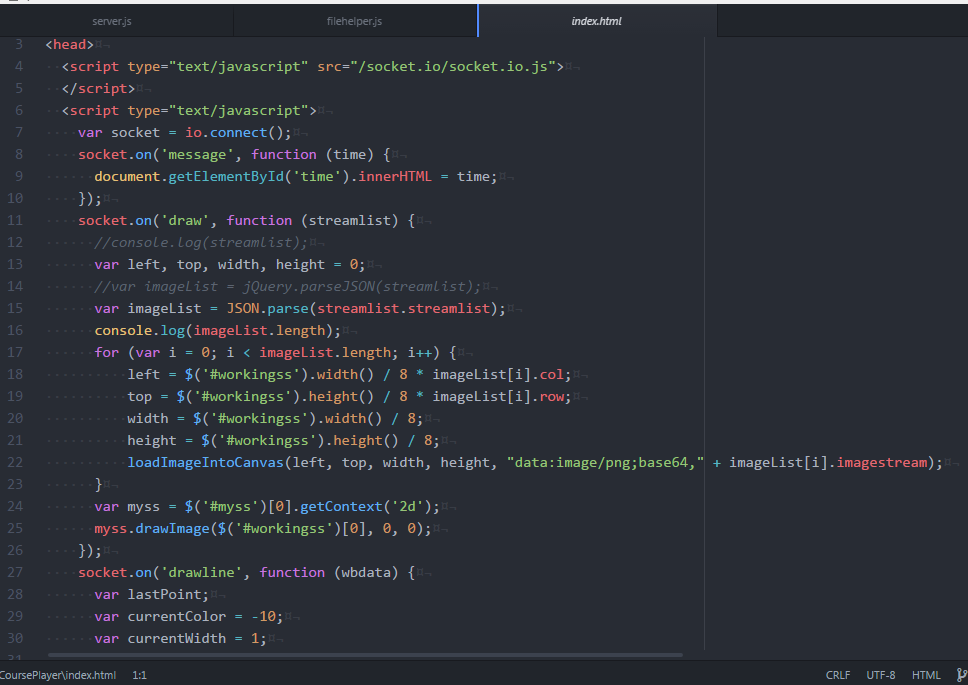 server.js
filehelper.js
index.html
3 <head>
4 <script type="text/javascript" src="/socket.io/socket.io.js">
5 </script>
6 <script type="text/javascript">
7 var socket = io.connect();
8 socket.on('message', function (time) {
9 document.getElementById('time').innerHTML = time;
10 });
11 socket.on('draw', function (streamlist) {
12 //console.log(streamlist);
13 var left, top, width, height = 0;
14 //var imageList = jQuery.parseJSON(streamlist);
15 var imageList = JSON.parse(streamlist.streamlist);
16 console.log(imageList.length);
17 for (var i = 0; i < imageList.length; i++) {
18 left = $('#workingss').width() / 8 * imageList[i].col;
19 top = $('#workingss').height() / 8 * imageList[i].row;
20 width = $('#workingss').width() / 8;
21 height = $('#workingss').height() / 8;
22 loadImageIntoCanvas(left, top, width, height, "data:image/png;base64," + imageList[i].imagestream);
23 }
24 var myss = $('#myss')[0].getContext('2d');
25 myss.drawImage($('#workingss')[0], 0, 0);
26 });
27 socket.on('drawline', function (wbdata) {
28 var lastPoint;
29 var currentColor = -10;
30 var currentWidth = 1;
31
CoursePlayer\index.html 1:1 CRLF UTF-8 HTML